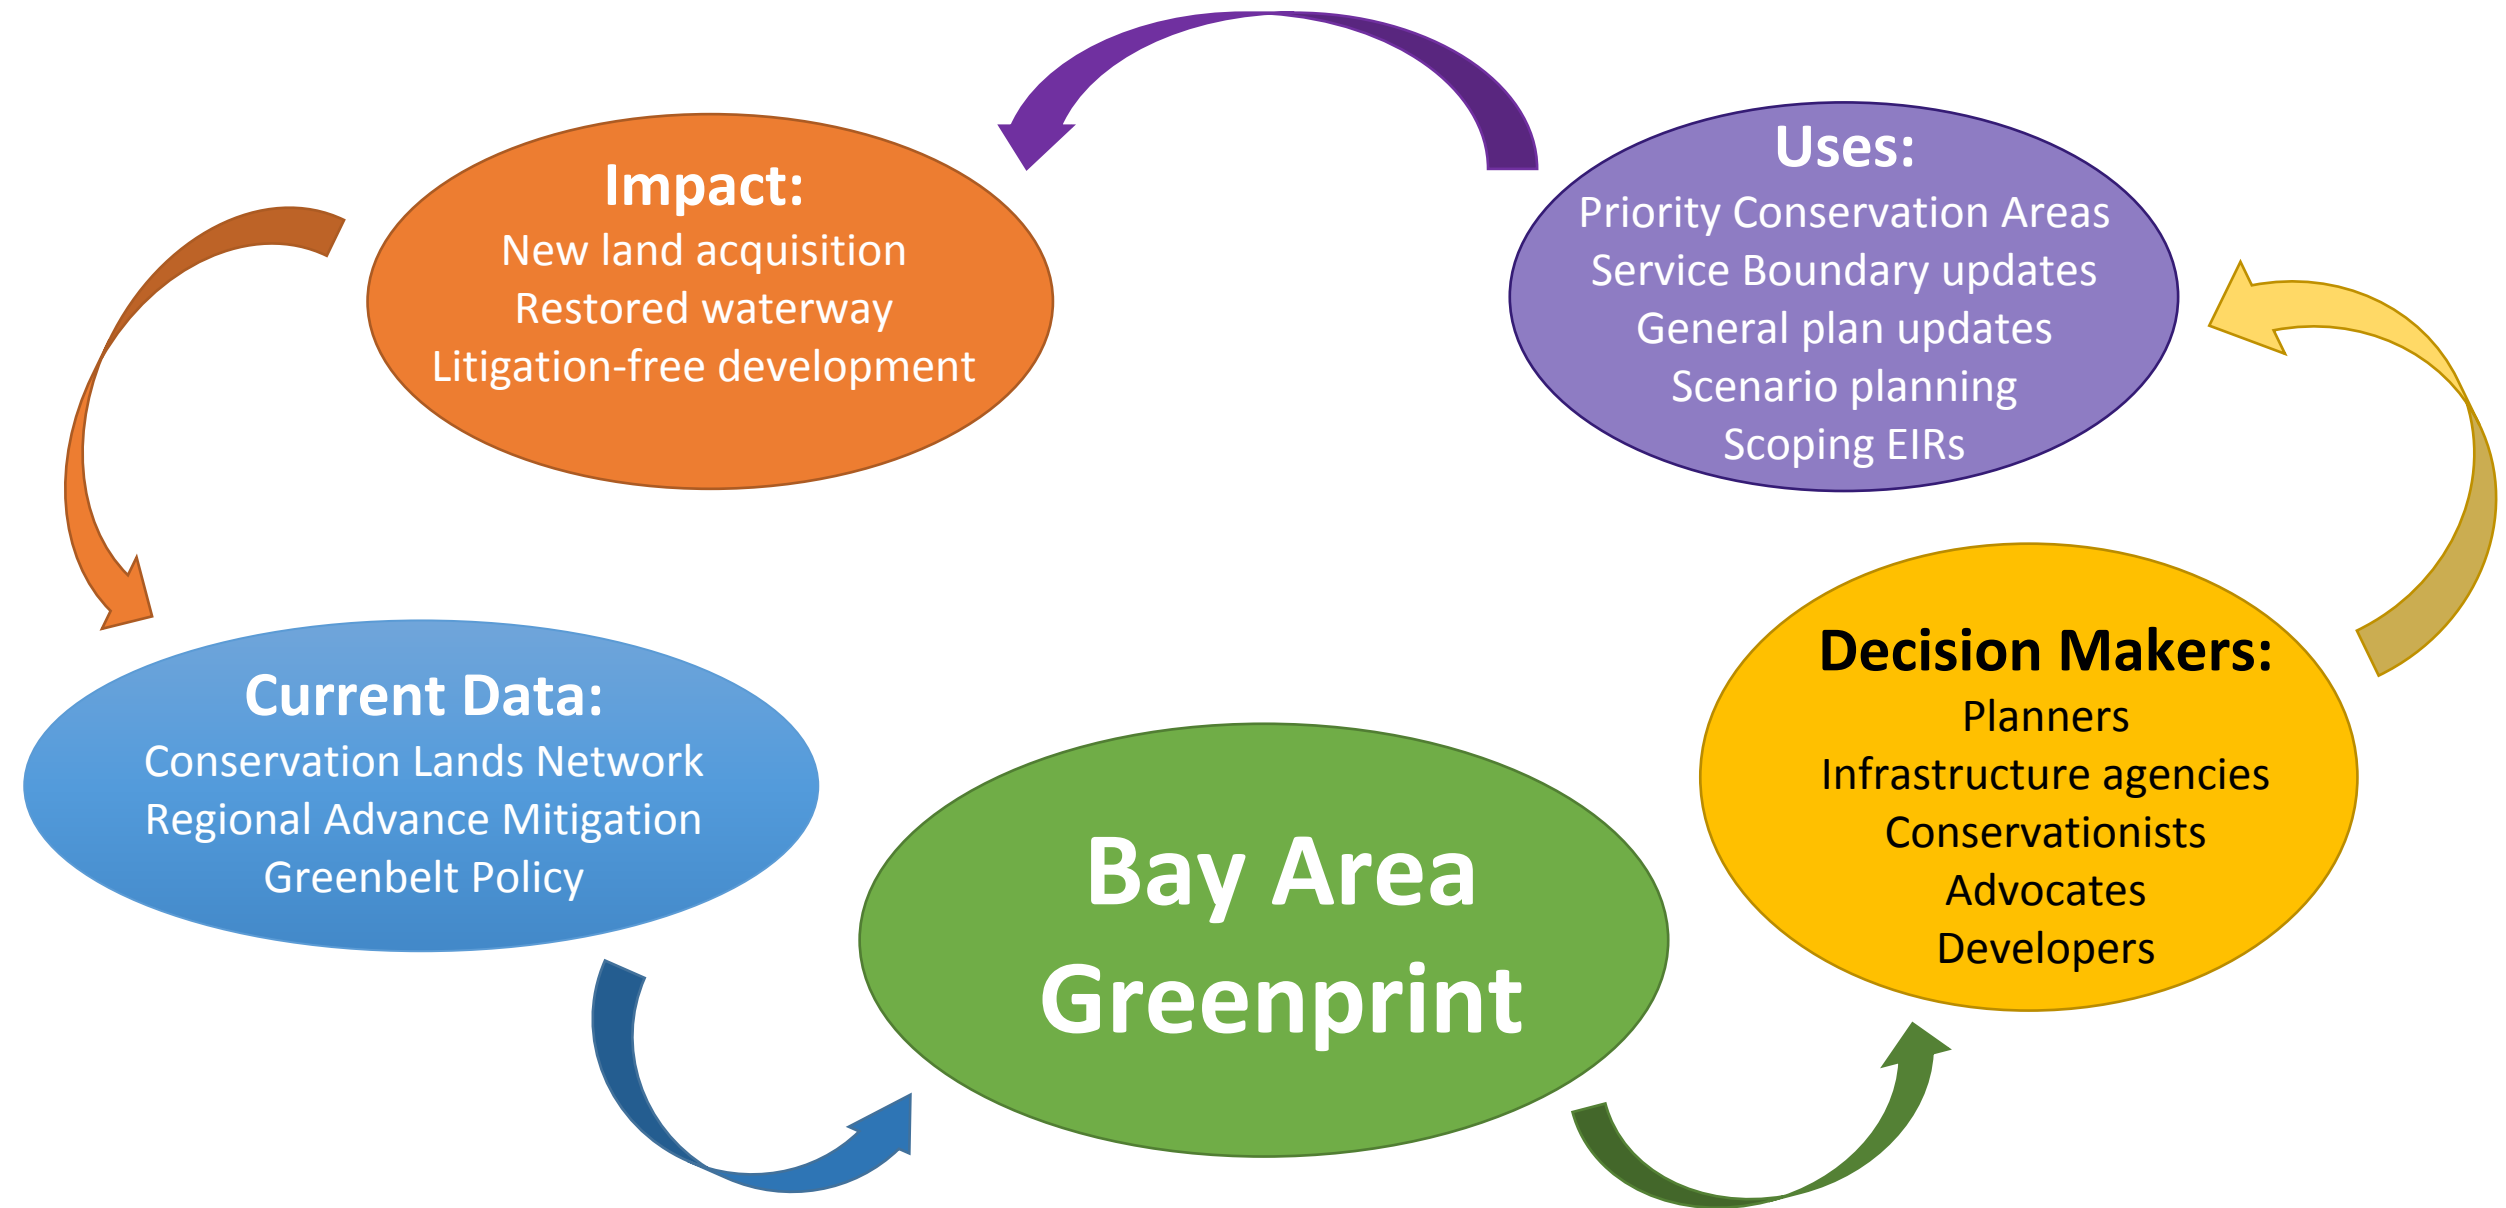 Impact:
New land acquisition
Restored waterway
Litigation-free development
Uses:
Priority Conservation Areas
Service Boundary updates
General plan updates
Scenario planning
Scoping EIRs
Current Data:
Conservation Lands Network
Regional Advance Mitigation
Greenbelt Policy
Bay Area
Greenprint
Decision Makers:
Planners
Infrastructure agencies
Conservationists
Advocates
Developers